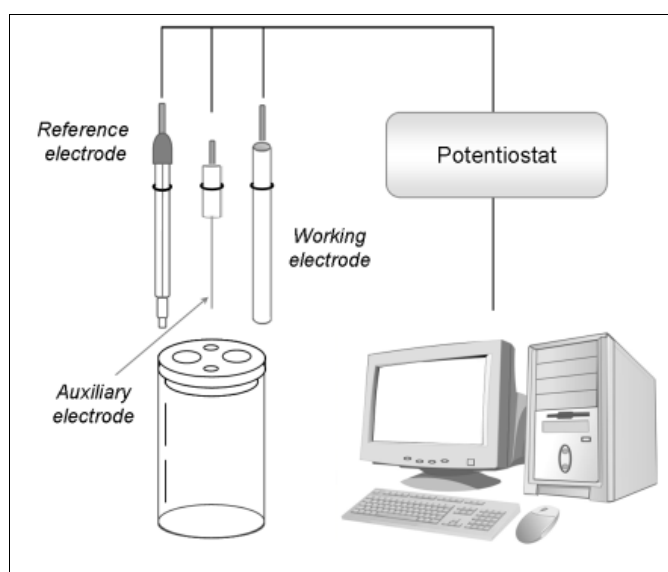 Reference
electrode
Potentiostat
Working
electrode
Auxiliary
electrode